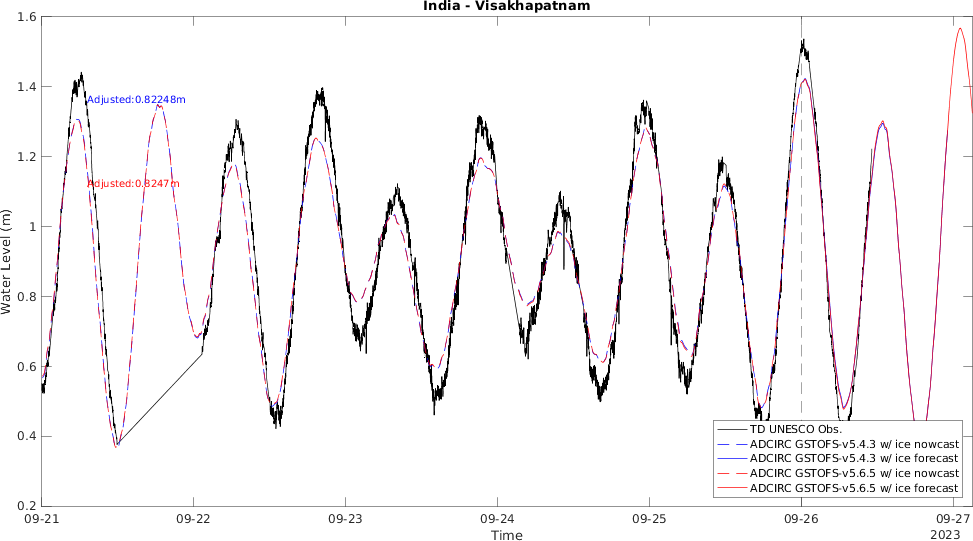 India - Visakhapatnam
1.6
1.4
1.2
1
0.8
0.6
0.4
0.2
Water Level (m)
Adjusted:0.82248m
Adjusted:0.8247m
TD UNESCO Obs.
ADCIRC GSTOFS-v5.4.3 w/ ice nowcast
ADCIRC GSTOFS-v5.4.3 w/ ice forecast
ADCIRC GSTOFS-v5.6.5 w/ ice nowcast
ADCIRC GSTOFS-v5.6.5 w/ ice forecast
09-21 09-22 09-23 09-24 09-25 09-26 09-27
Time
2023